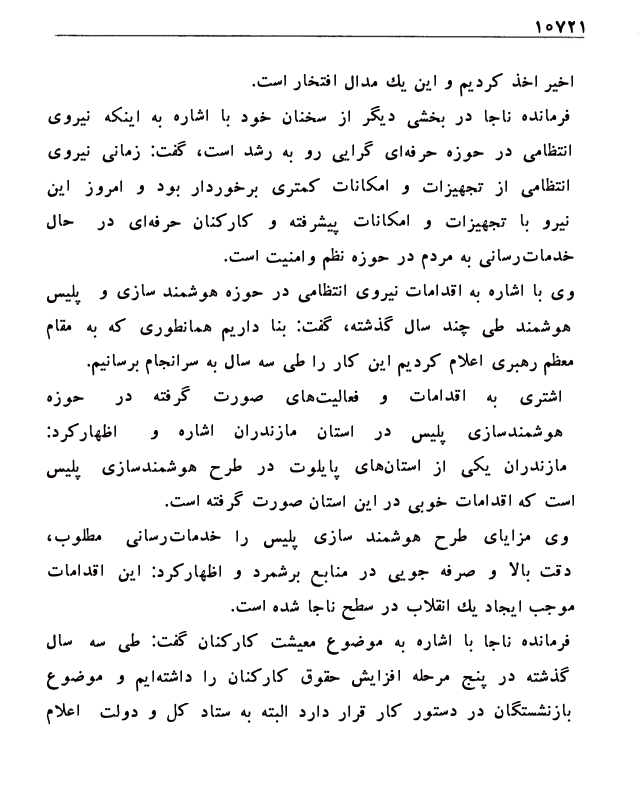 ۱۰۷۲۱
اخیر اخذ کردیم و این یك مدال افتخار است.
فرمانده ناجا در بخشی دیگر از سخنان خود با اشاره به اینکه نیروی
انتظامی در حوزه حرفه‌ای گرایی رو به رشد است، گفت: زمانی نیروی
انتظامی از تجهیزات و امکانات کمتری برخوردار بود و امروز این
نیرو با تجهیزات و امکانات پیشرفته و کارکنان حرفه‌ای در حال
خدمات‌رسانی به مردم در حوزه نظم وامنیت است.
وی با اشاره به اقدامات نیروی انتظامی در حوزه هوشمند سازی و پلیس
هوشمند طی چند سال گذشته، گفت: بنا داریم همانطوری که به مقام
معظم رهبری اعلام کردیم این کار را طی سه سال به سرانجام برسانیم.
اشتری به اقدامات و فعالیت‌های صورت گرفته در حوزه
هوشمندسازی پلیس در استان مازندران اشاره و اظهارکرد:
مازندران یکی از استان‌های پایلوت در طرح هوشمندسازی پلیس
است که اقدامات خوبی در این استان صورت گرفته است.
وی مزایای طرح هوشمند سازی پلیس را خدمات‌رسانی مطلوب،
دقت بالا و صرفه جویی در منابع برشمرد و اظهارکرد: این اقدامات
موجب ایجاد یك انقلاب در سطح ناجا شده است.
فرمانده ناجا با اشاره به موضوع معیشت کارکنان گفت: طی سه سال
گذشته در پنج مرحله افزایش حقوق کارکنان را داشته‌ایم و موضوع
بازنشستگان در دستور کار قرار دارد البته به ستاد کل و دولت اعلام